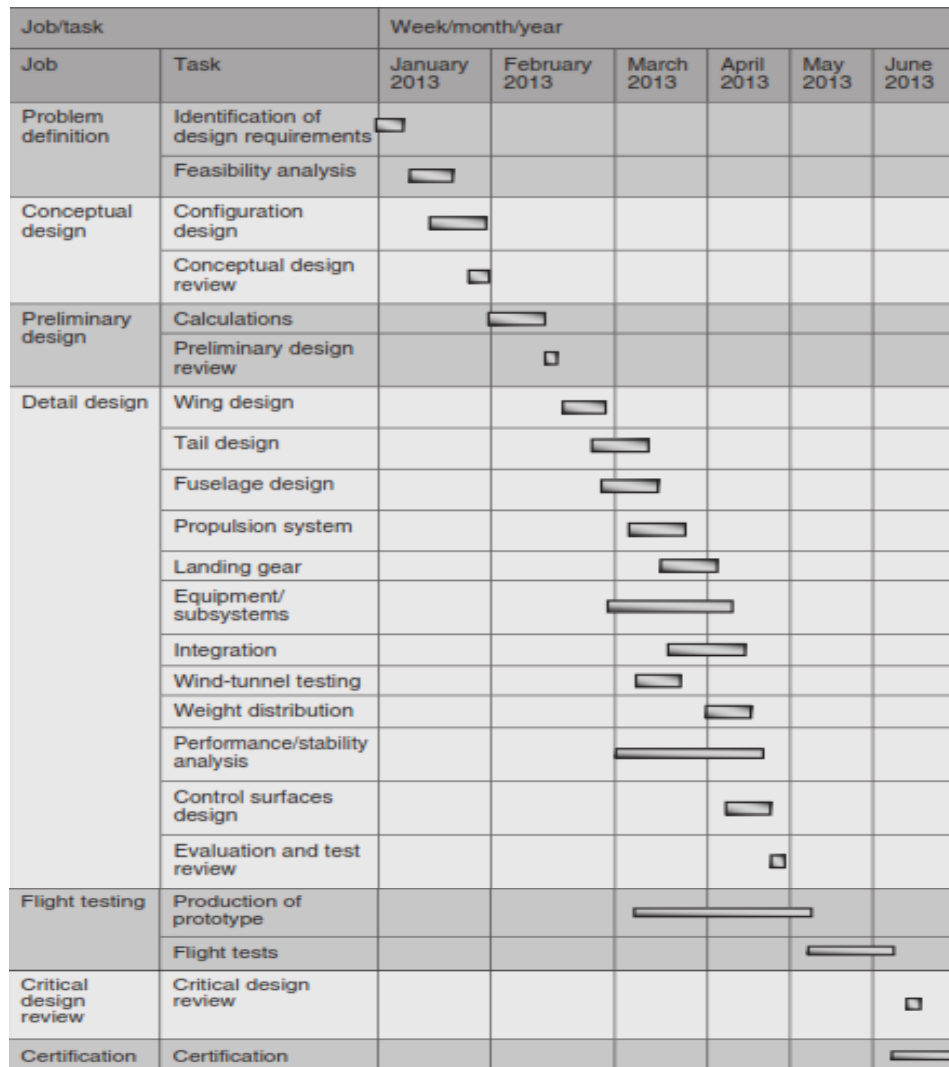 Job/task Week/month/year
Job Task January February March April May June
2013 2013 2013 2013 2013 2013
Problem Identification of
definition design requirements
Feasibility analysis
Conceptual Configuration
design design
Conceptual design
review
Preliminary Calculations
design
Preliminary design
review
Detail design Wing design
Tail design
Fuselage design
Propulsion system
Landing gear
Equipment/
subsystems
Integration
Wind-tunnel testing
Weight distribution
Performance/stability
analysis
Control surfaces
design
Evaluation and test
review
Flight testing Production of
prototype
Flight tests
Critical Critical design
design review
review
Certification Certification